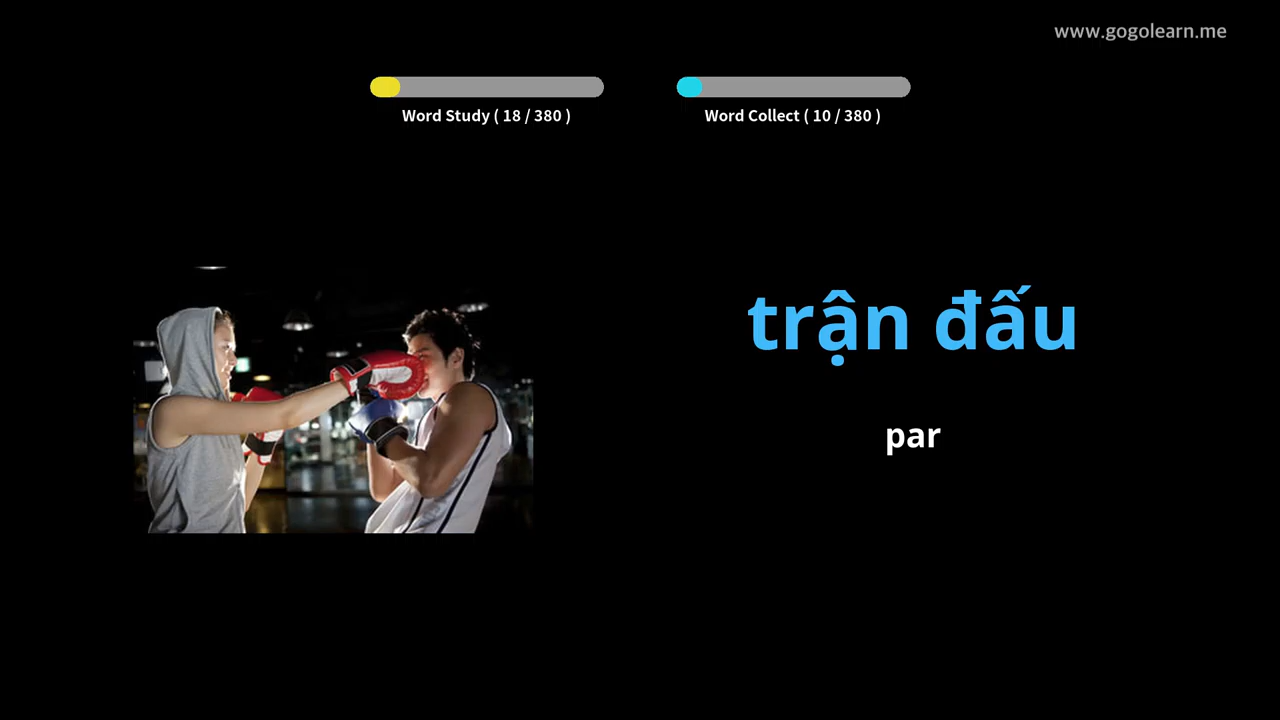 www.gogolearn.me
Word Study ( 18 / 380 )
Word Collect ( 10 / 380 )
trận đấu
par